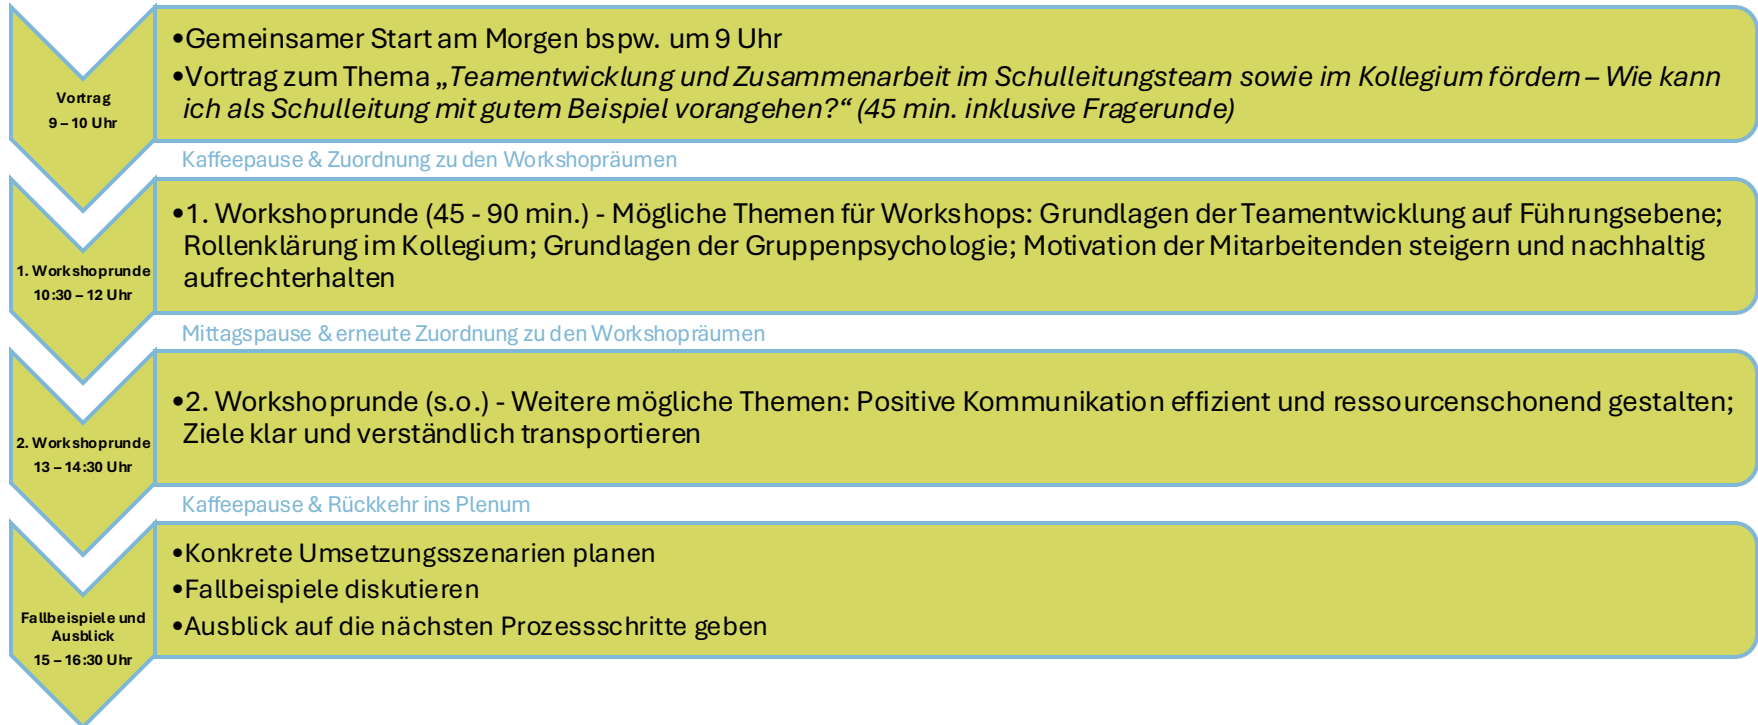 Vortrag
9 – 10 Uhr
•Gemeinsamer Start am Morgen bspw. um 9 Uhr
•Vortrag zum Thema „Teamentwicklung und Zusammenarbeit im Schulleitungsteam sowie im Kollegium fördern – Wie kann
ich als Schulleitung mit gutem Beispiel vorangehen?“ (45 min. inklusive Fragerunde)
Kaffeepause & Zuordnung zu den Workshopräumen
1. Workshoprunde
10:30 – 12 Uhr
•1. Workshoprunde (45 - 90 min.) - Mögliche Themen für Workshops: Grundlagen der Teamentwicklung auf Führungsebene;
Rollenklärung im Kollegium; Grundlagen der Gruppenpsychologie; Motivation der Mitarbeitenden steigern und nachhaltig
aufrechterhalten
Mittagspause & erneute Zuordnung zu den Workshopräumen
2. Workshoprunde
13 – 14:30 Uhr
•2. Workshoprunde (s.o.) - Weitere mögliche Themen: Positive Kommunikation effizient und ressourcenschonend gestalten;
Ziele klar und verständlich transportieren
Kaffeepause & Rückkehr ins Plenum
Fallbeispiele und
Ausblick
15 – 16:30 Uhr
•Konkrete Umsetzungsszenarien planen
•Fallbeispiele diskutieren
•Ausblick auf die nächsten Prozessschritte geben